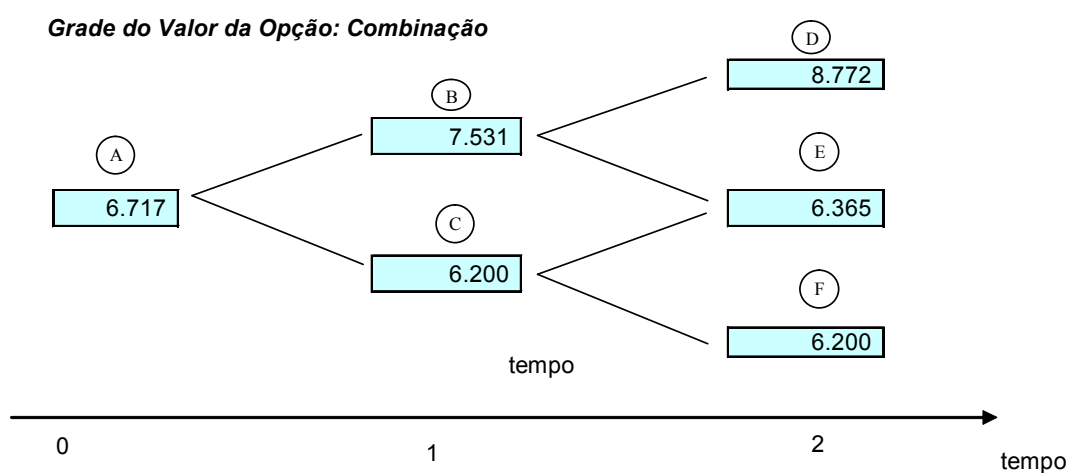 Grade do Valor da Opção: Combinação
D
8.772
B
7.531
A
6.717
E
6.365
C
6.200
F
6.200
tempo
0 1 2 tempo